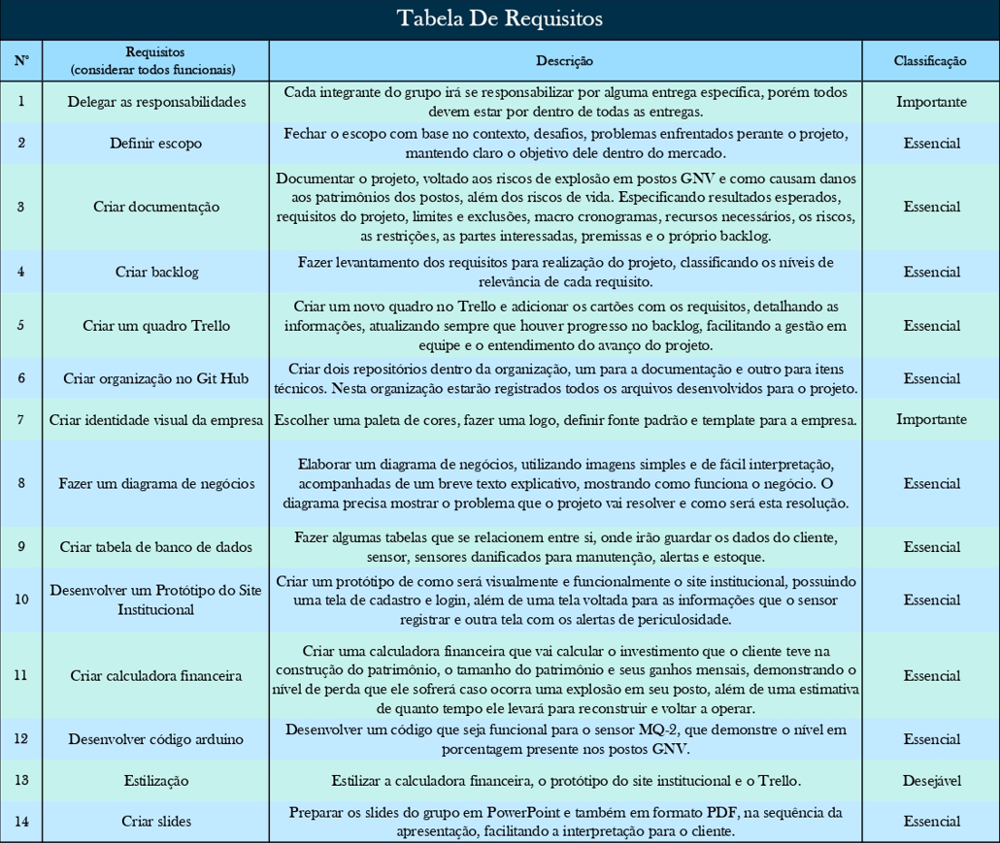 Tabela De Requisitos
N°
Requisitos
(considerar todos funcionais)
Descrição
Classificação
1
Delegar as responsabilidades
Cada integrante do grupo irá se responsabilizar por alguma entrega específica, porém todos
devem estar por dentro de todas as entregas.
Importante
2
Definir escopo
Fechar o escopo com base no contexto, desafios, problemas enfrentados perante o projeto,
mantendo claro o objetivo dele dentro do mercado.
Essencial
3
Criar documentação
Documentar o projeto, voltado aos riscos de explosão em postos GNV e como causam danos
aos patrimônios dos postos, além dos riscos de vida. Especificando resultados esperados,
requisitos do projeto, limites e exclusões, macro cronogramas, recursos necessários, os riscos,
as restrições, as partes interessadas, premissas e o próprio backlog.
Essencial
4
Criar backlog
Fazer levantamento dos requisitos para realização do projeto, classificando os níveis de
relevância de cada requisito.
Essencial
5
Criar um quadro Trello
Criar um novo quadro no Trello e adicionar os cartões com os requisitos, detalhando as
informações, atualizando sempre que houver progresso no backlog, facilitando a gestão em
equipe e o entendimento do avanço do projeto.
Essencial
6
Criar organização no Git Hub
Criar dois repositórios dentro da organização, um para a documentação e outro para itens
técnicos. Nesta organização estarão registrados todos os arquivos desenvolvidos para o projeto.
Essencial
7
Criar identidade visual da empresa
Escolher uma paleta de cores, fazer uma logo, definir fonte padrão e template para a empresa.
Importante
8
Fazer um diagrama de negócios
Elaborar um diagrama de negócios, utilizando imagens simples e de fácil interpretação,
acompanhadas de um breve texto explicativo, mostrando como funciona o negócio. O
diagrama precisa mostrar o problema que o projeto vai resolver e como será esta resolução.
Essencial
9
Criar tabela de banco de dados
Fazer algumas tabelas que se relacionem entre si, onde irão guardar os dados do cliente,
sensor, sensores danificados para manutenção, alertas e estoque.
Essencial
10
Desenvolver um Protótipo do Site
Institucional
Criar um protótipo de como será visualmente e funcionalmente o site institucional, possuindo
uma tela de cadastro e login, além de uma tela voltada para as informações que o sensor
registrar e outra tela com os alertas de periculosidade.
Essencial
11
Criar calculadora financeira
Criar uma calculadora financeira que vai calcular o investimento que o cliente teve na
construção do patrimônio, o tamanho do patrimônio e seus ganhos mensais, demonstrando o
nível de perda que ele sofrerá caso ocorra uma explosão em seu posto, além de uma estimativa
de quanto tempo ele levará para reconstruir e voltar a operar.
Essencial
12
Desenvolver código arduino
Desenvolver um código que seja funcional para o sensor MQ-2, que demonstre o nível em
porcentagem presente nos postos GNV.
Essencial
13
Estilização
Estilizar a calculadora financeira, o protótipo do site institucional e o Trello.
Desejável
14
Criar slides
Preparar os slides do grupo em PowerPoint e também em formato PDF, na sequência da
apresentação, facilitando a interpretação para o cliente.
Essencial